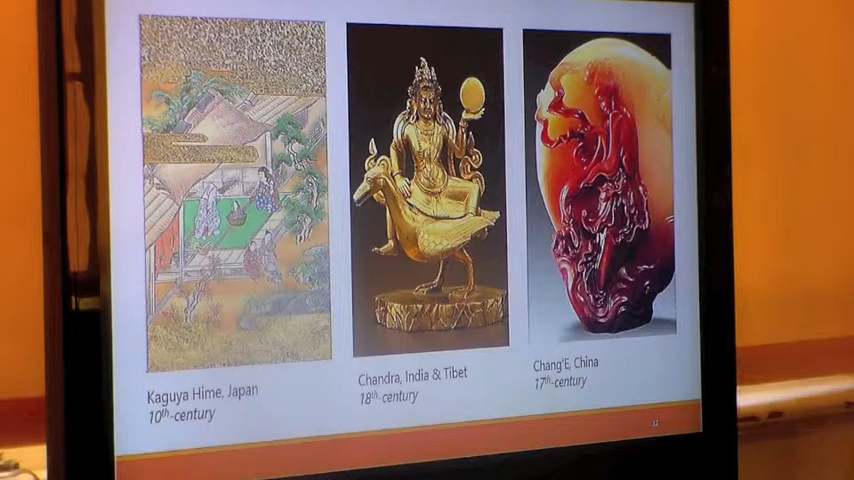 Kaguya Hime, Japan
10th-century
Chandra, India & Tibet
18th-century
Chang'E, China
17th-century